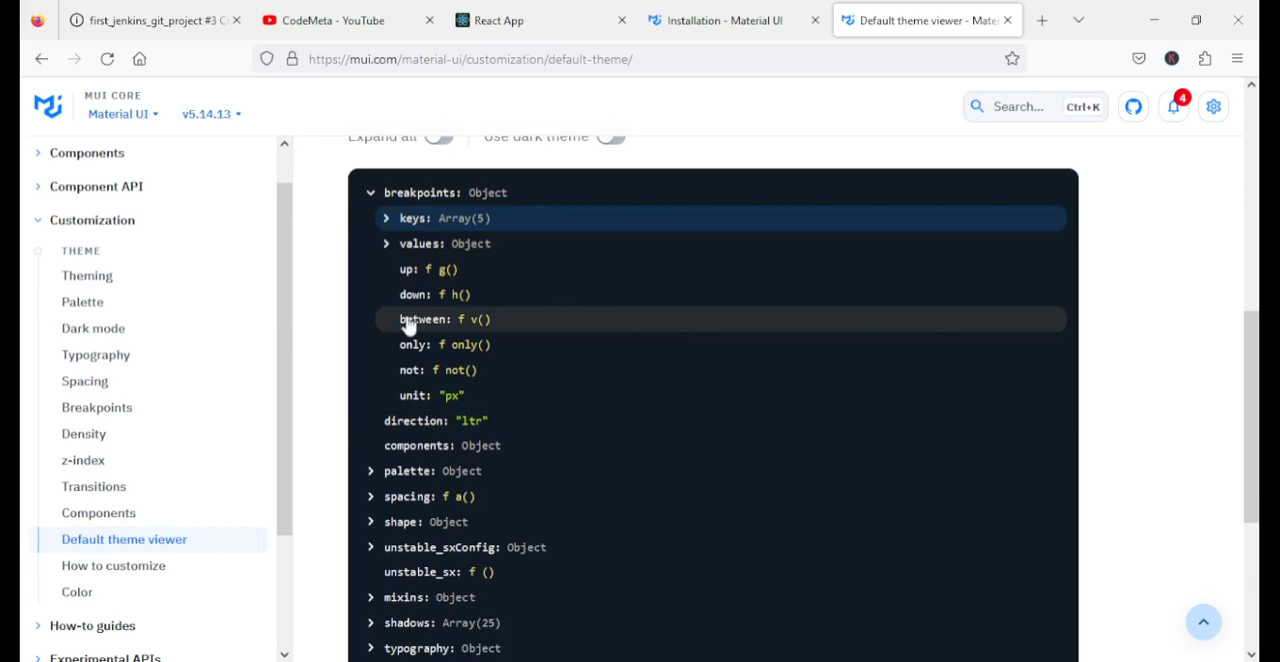 first_jenkins_git_project #3 C
CodeMeta - YouTube
React App
Installation - Material UI
Default theme viewer - Mater
https://mui.com/material-ui/customization/default-theme/
K
MUI CORE
Material UI
v5.14.13
Search...
Ctrl+K
4
Expand all
Use dark theme
Components
Component API
Customization
THEME
Theming
Palette
Dark mode
Typography
Spacing
Breakpoints
Density
z-index
Transitions
Components
Default theme viewer
How to customize
Color
How-to guides
Experimental APIs
breakpoints: Object
keys: Array(5)
values: Object
up: f g()
down: f h()
between: f v()
only: f only()
not: f not()
unit: "px"
direction: "ltr"
components: Object
palette: Object
spacing: f a()
shape: Object
unstable_sxConfig: Object
unstable_sx: f ()
mixins: Object
shadows: Array(25)
typography: Object